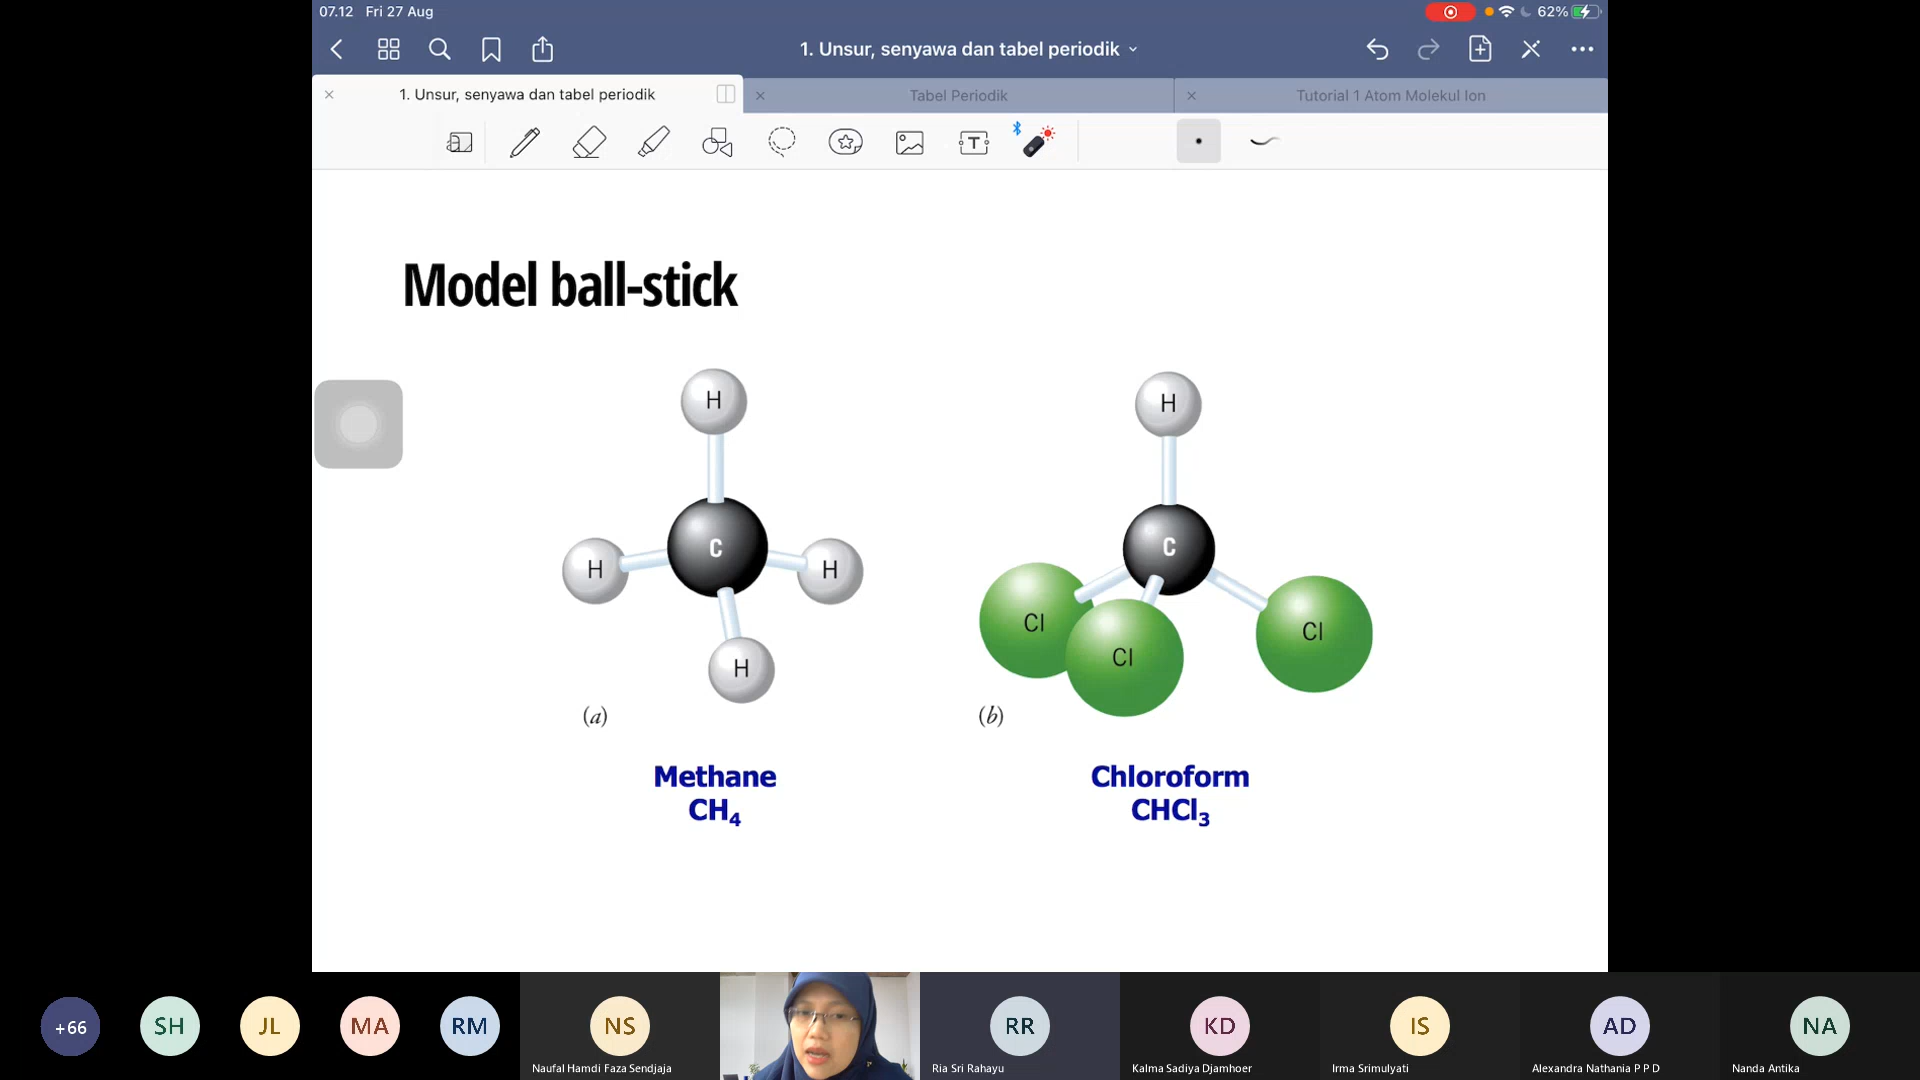 07.12 Fri 27 Aug
62%
1. Unsur, senyawa dan tabel periodik
1. Unsur, senyawa dan tabel periodik
Tabel Periodik
Tutorial 1 Atom Molekul Ion
a
T
Model ball-stick
H
C
H
H
H
(a)
Methane
CH₄
H
C
Cl
Cl
Cl
(b)
Chloroform
CHCl₃
+66
SH
JL
MA
RM
NS
Naufal Hamdi Faza Sendjaja
RR
Ria Sri Rahayu
KD
Kalma Sadiya Djamhoer
IS
Irma Srimulyati
AD
Alexandra Nathania P P D
NA
Nanda Antika